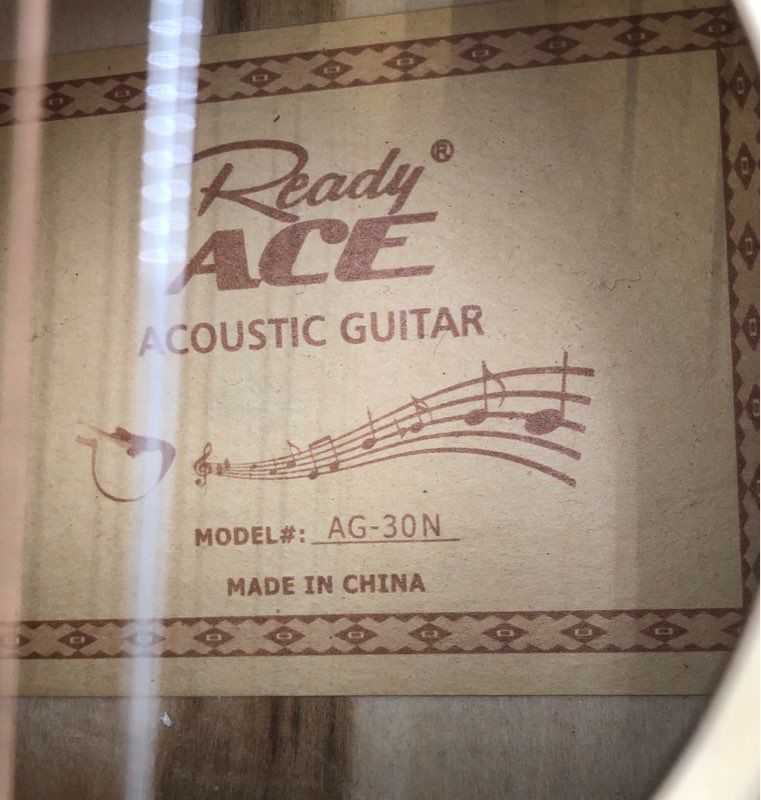 Ready®
ACE
ACOUSTIC GUITAR
MODEL#: AG-30N
MADE IN CHINA